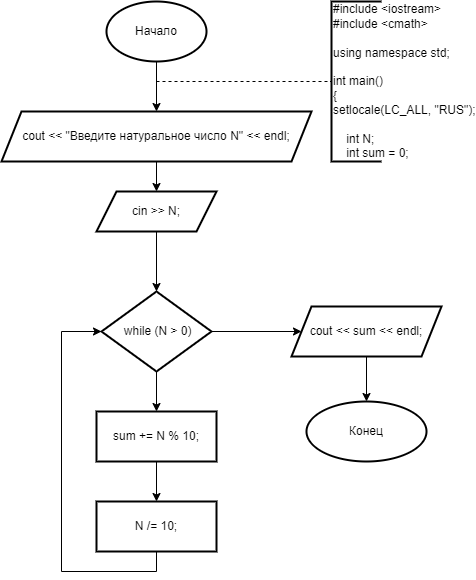 Начало
#include <iostream>
#include <cmath>
using namespace std;
int main()
{
setlocale(LC_ALL, "RUS");
int N;
int sum = 0;
cout << "Введите натуральное число N" << endl;
cin >> N;
while (N > 0)
cout << sum << endl;
sum += N % 10;
Конец
N /= 10;